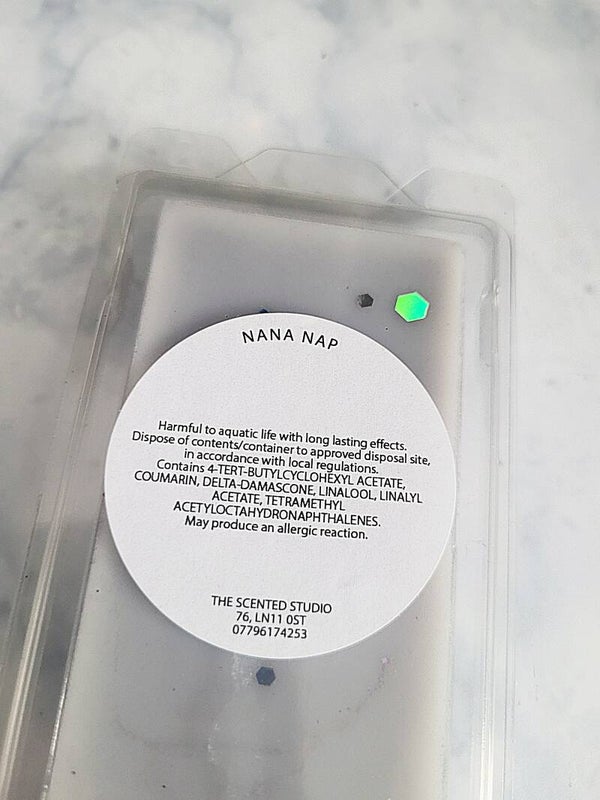 NANA NAP
Harmful to aquatic life with long lasting effects.
Dispose of contents/container to approved disposal site,
in accordance with local regulations.
Contains 4-TERT-BUTYLCYCLOHEXYL ACETATE,
COUMARIN, DELTA-DAMASCONE, LINALOOL, LINALYL
ACETATE, TETRAMETHYL
ACETYLOCTAHYDRONAPHTHALENES.
May produce an allergic reaction.
THE SCENTED STUDIO
76, LN11 0ST
07796174253